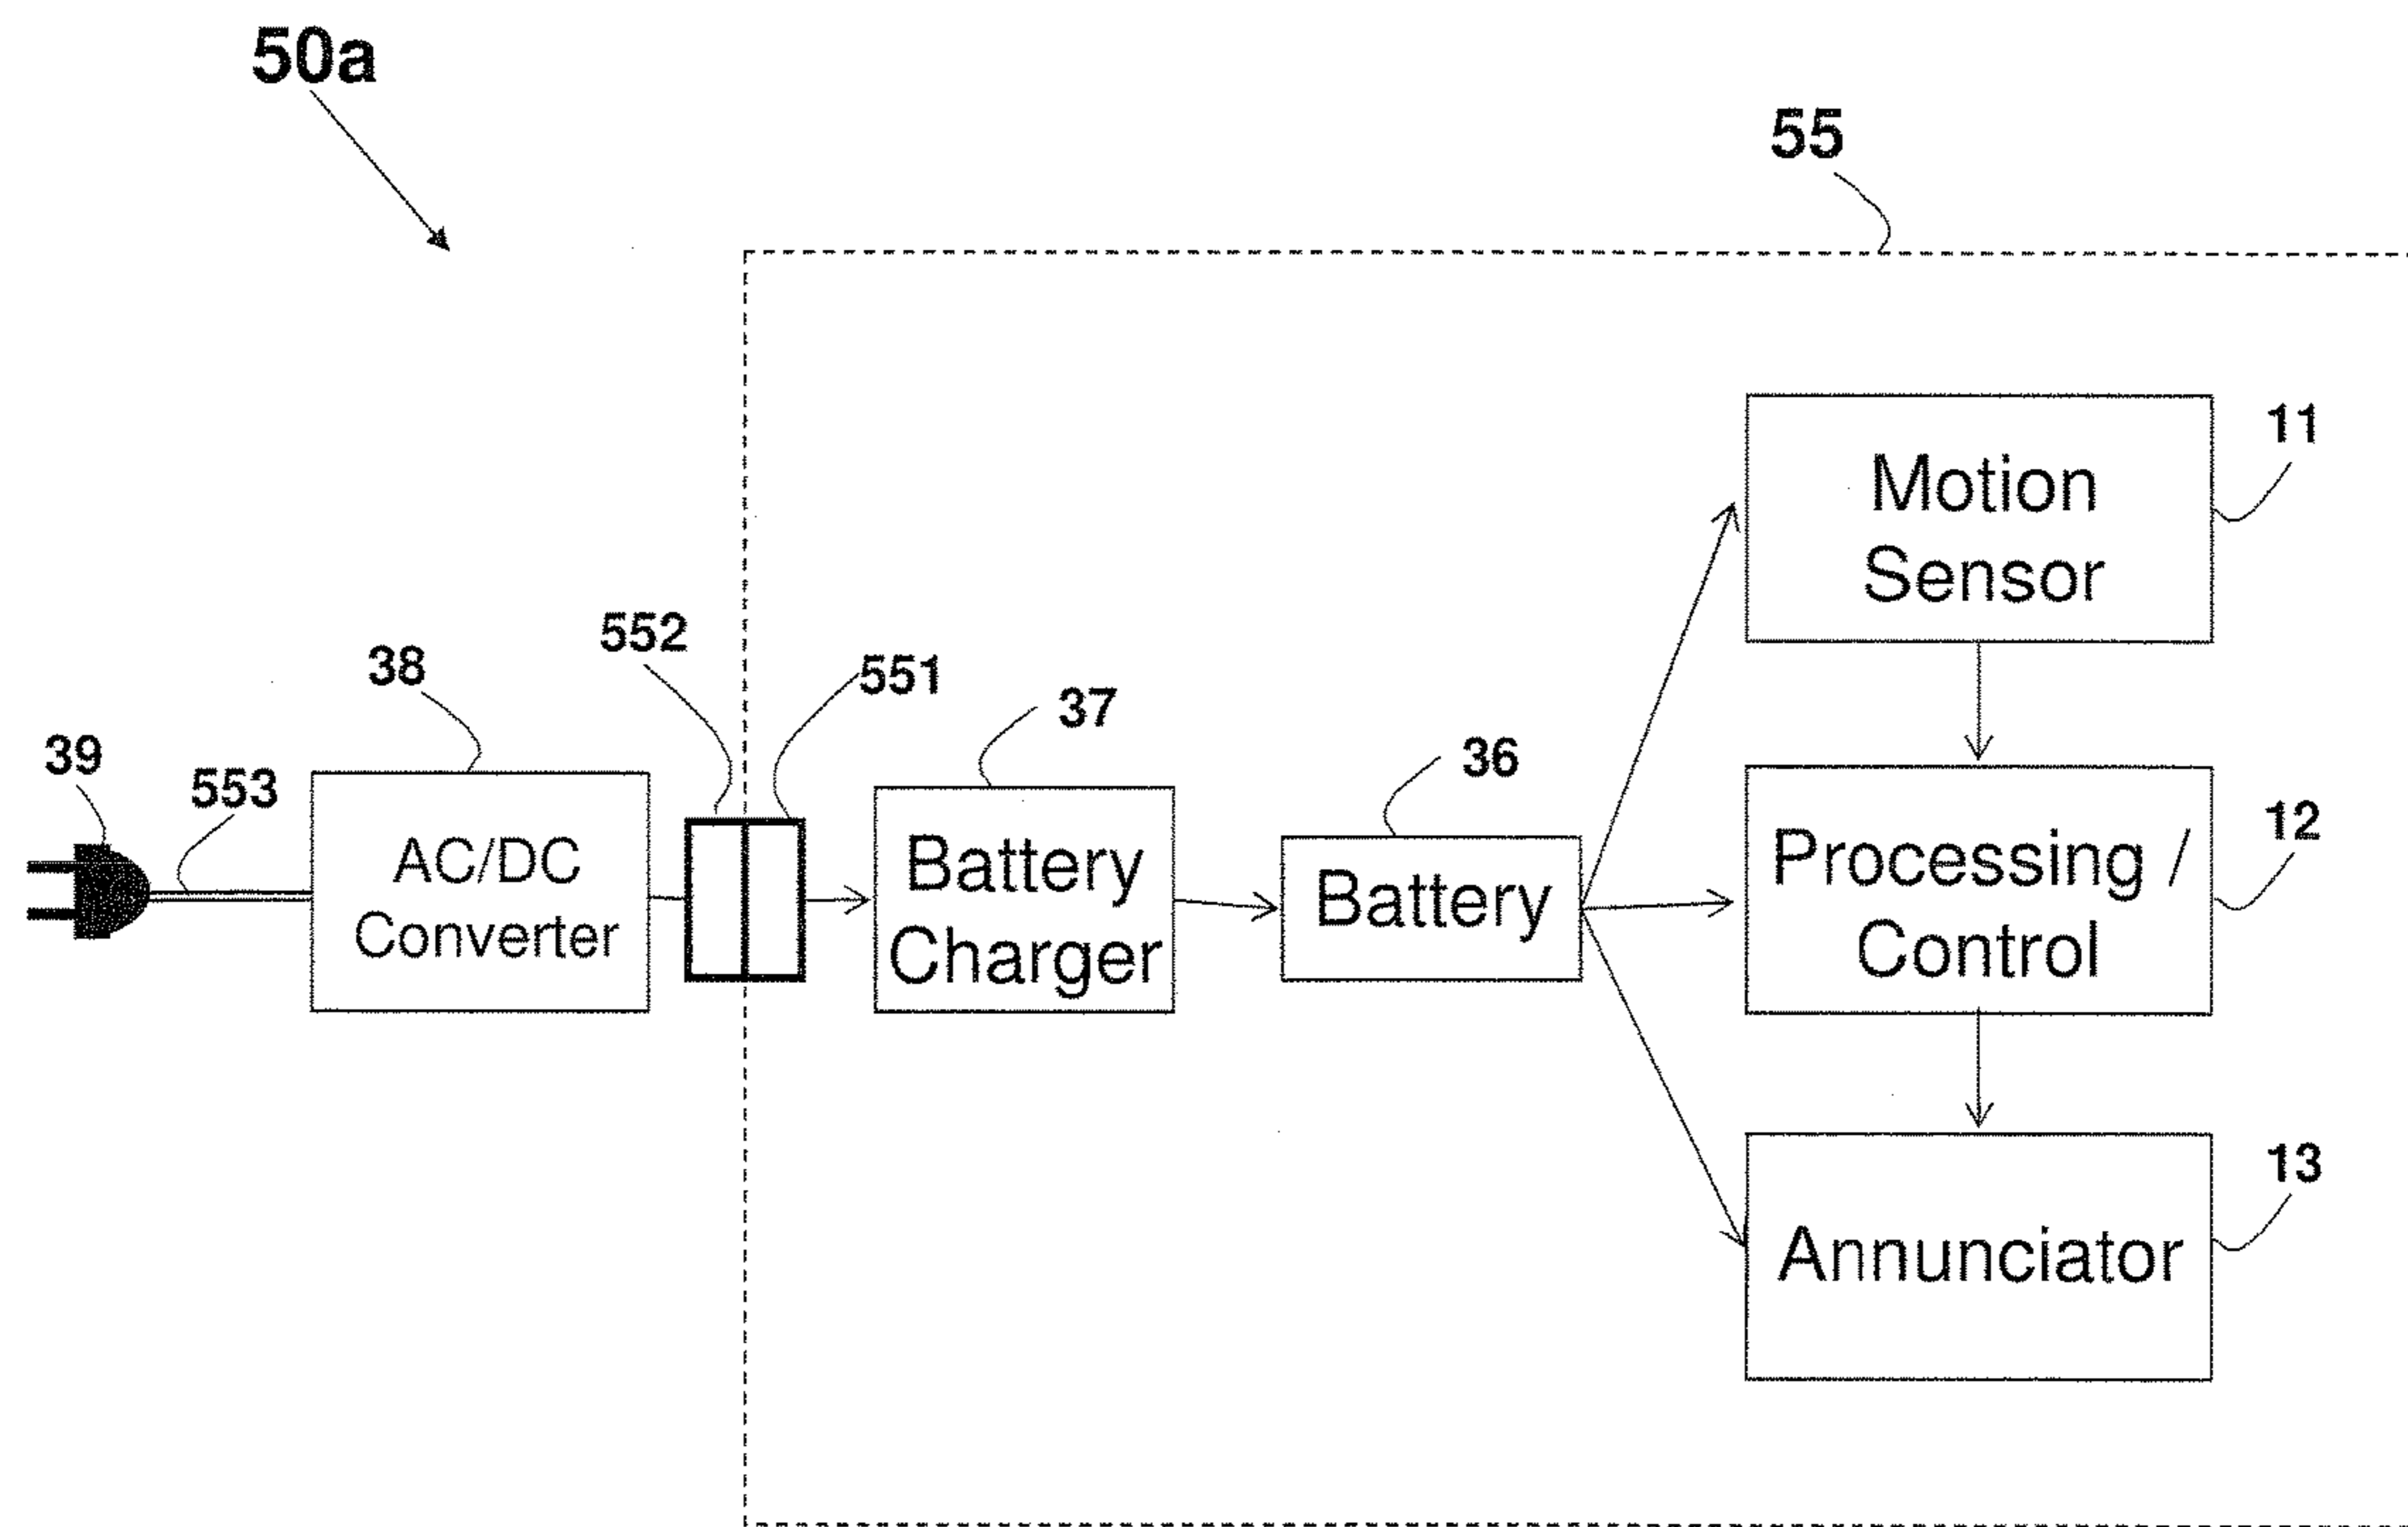 50a
55
11
Motion
Sensor
552
551
38
37
39
553
36
AC/DC
Converter
Battery
Charger
Battery
12
Processing /
Control
13
Annunciator